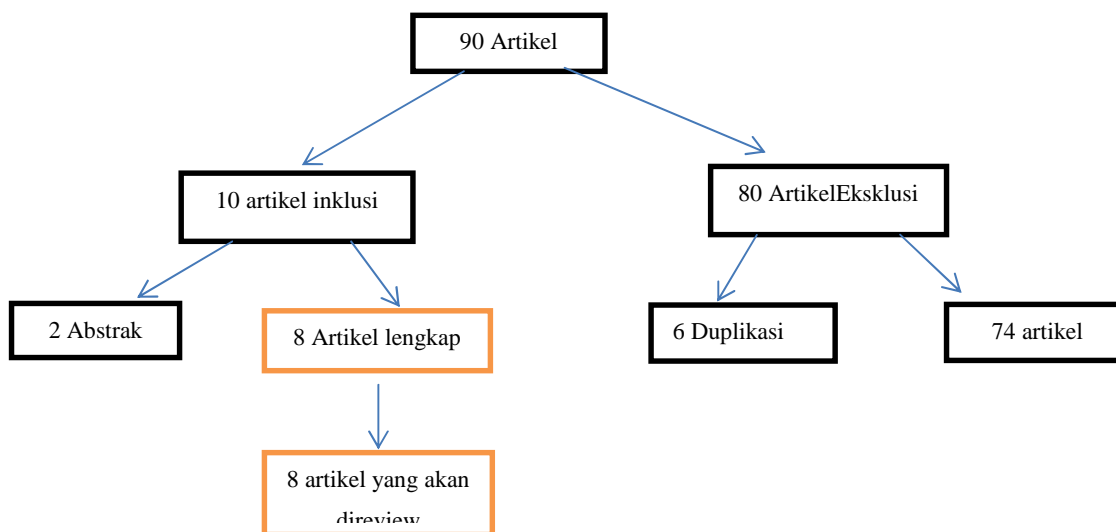 90 Artikel
10 artikel inklusi
80 ArtikelEksklusi
2 Abstrak
8 Artikel lengkap
6 Duplikasi
74 artikel
8 artikel yang akan
direview